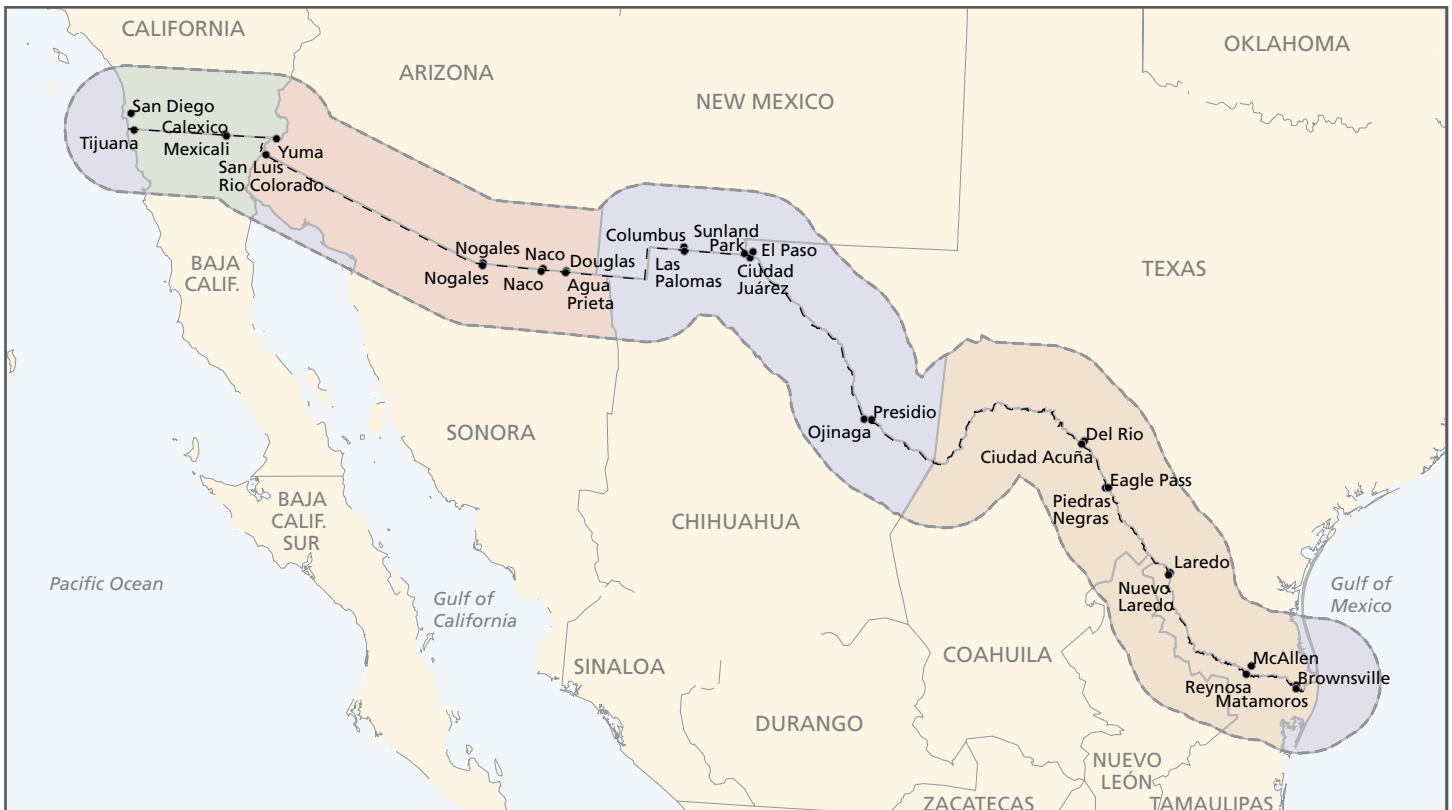 CALIFORNIA
ARIZONA
NEW MEXICO
OKLAHOMA
TEXAS
San Diego
Calexico
Tijuana
Mexicali
Yuma
San Luis
Rio Colorado
Nogales
Nogales
Naco
Naco
Douglas
Agua
Prieta
Columbus
Las
Palomas
Sunland
Park
El Paso
Ciudad
Juárez
Presidio
Ojinaga
Del Rio
Ciudad Acuña
Eagle Pass
Piedras
Negras
Laredo
Nuevo
Laredo
McAllen
Reynosa
Brownsville
Matamoros
BAJA
CALIF.
BAJA
CALIF.
SUR
SONORA
CHIHUAHUA
SINALOA
DURANGO
COAHUILA
NUEVO
LEÓN
ZACATECAS
TAMAULIPAS
Pacific Ocean
Gulf of
California
Gulf of
Mexico